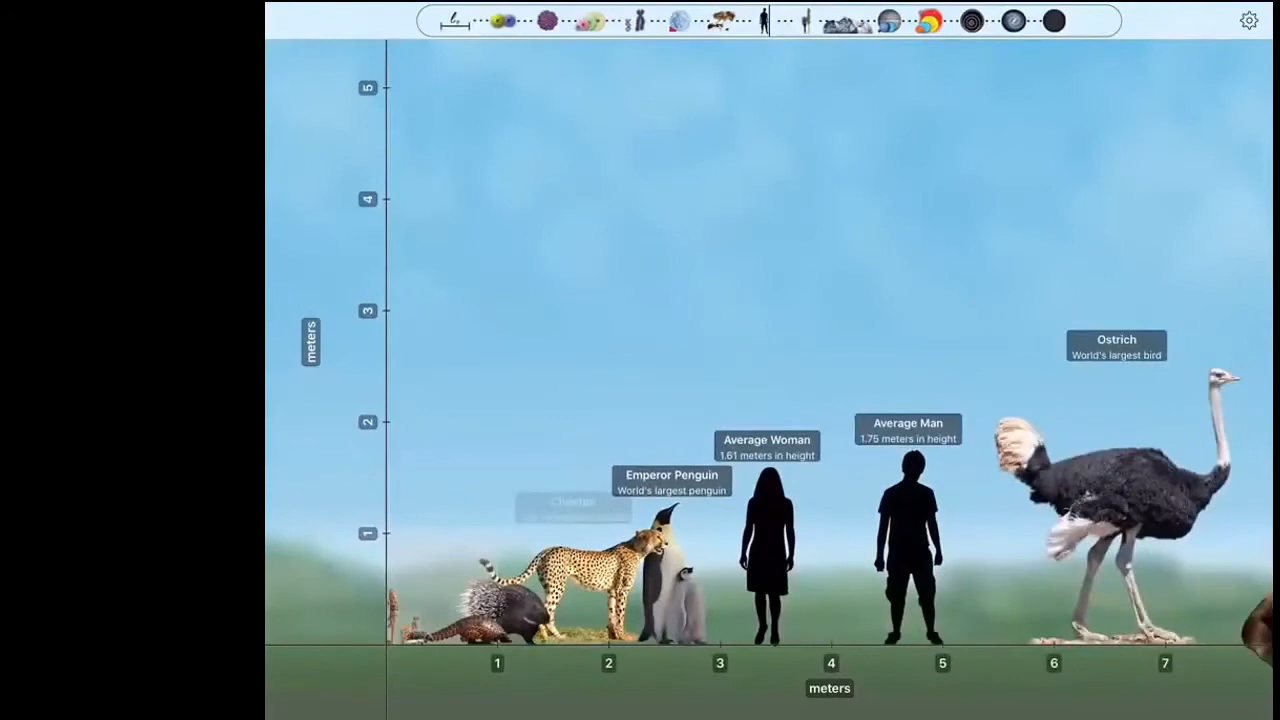 5
4
3
2
1
meters
Ostrich
World's largest bird
Average Man
1.75 meters in height
Average Woman
1.61 meters in height
Emperor Penguin
World's largest penguin
Cheetah
1
2
3
4
5
6
7
meters